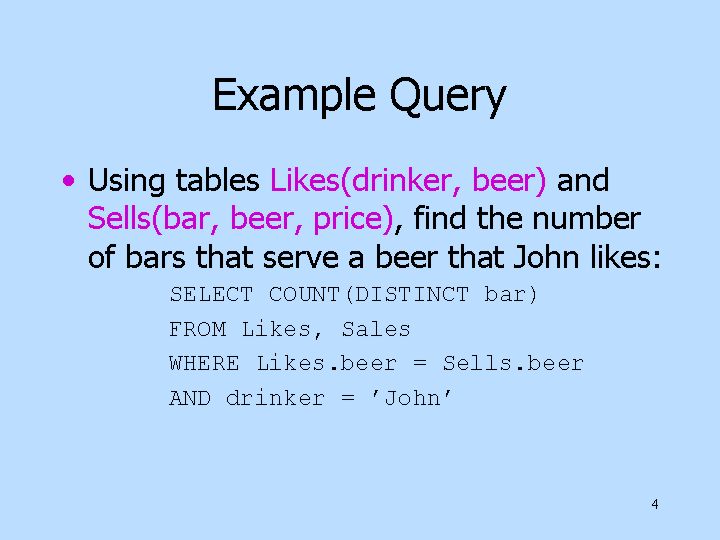 Example Query
• Using tables Likes(drinker, beer) and
Sells(bar, beer, price), find the number
of bars that serve a beer that John likes:
SELECT COUNT(DISTINCT bar)
FROM Likes, Sales
WHERE Likes.beer = Sells.beer
AND drinker = ’John’
4